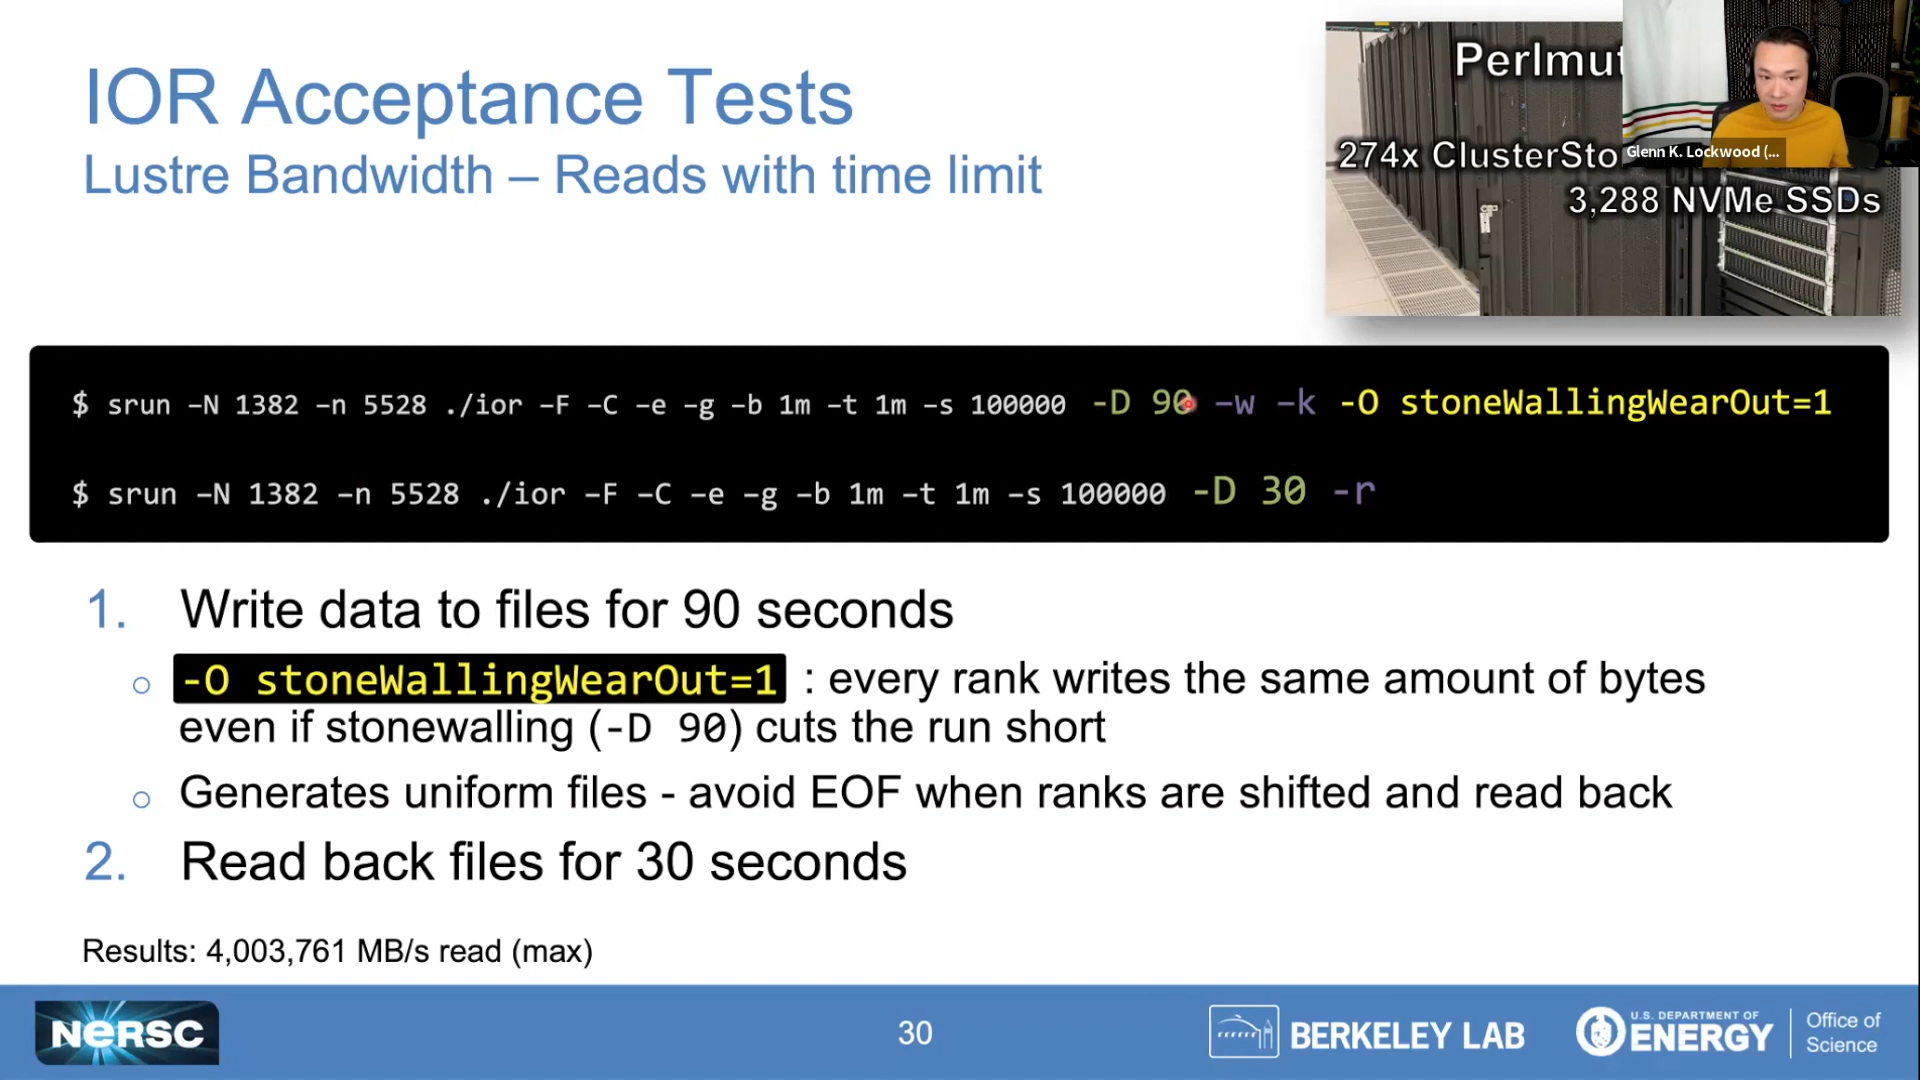 IOR Acceptance Tests
Lustre Bandwidth – Reads with time limit
Perlmut
274x ClusterSto
3,288 NVMe SSDs
Glenn K. Lockwood (...
$ srun –N 1382 –n 5528 ./ior –F –C –e –g –b 1m –t 1m –s 100000 -D 90 –w –k -O stoneWallingWearOut=1
$ srun –N 1382 –n 5528 ./ior –F –C –e –g –b 1m –t 1m –s 100000 -D 30 -r
1. Write data to files for 90 seconds
○ -O stoneWallingWearOut=1 : every rank writes the same amount of bytes
even if stonewalling (-D 90) cuts the run short
○ Generates uniform files - avoid EOF when ranks are shifted and read back
2. Read back files for 30 seconds
Results: 4,003,761 MB/s read (max)
NERSC
30
BERKELEY LAB
U.S. DEPARTMENT OF
ENERGY
Office of
Science